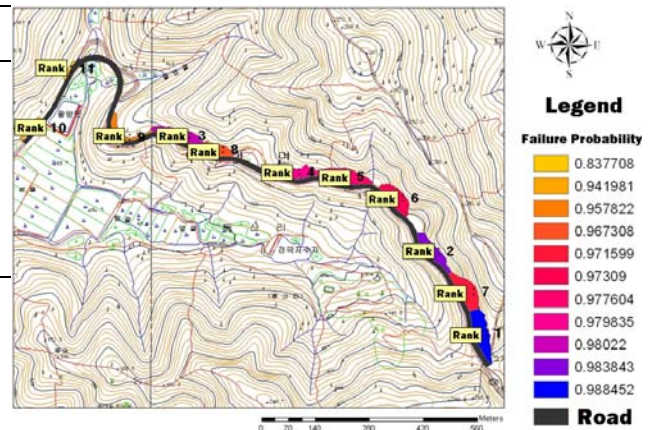 N
W
E
S
Rank 11
Rank 10
Rank 9
Rank 3
Rank 8
Rank 4
Rank 5
Rank 6
Rank 2
Rank 7
Rank 1
리
Legend
Failure Probability
0.837708
0.941981
0.957822
0.967308
0.971599
0.97309
0.977604
0.979835
0.98022
0.983843
0.988452
Road
Meters
0 70 140 280 420 560